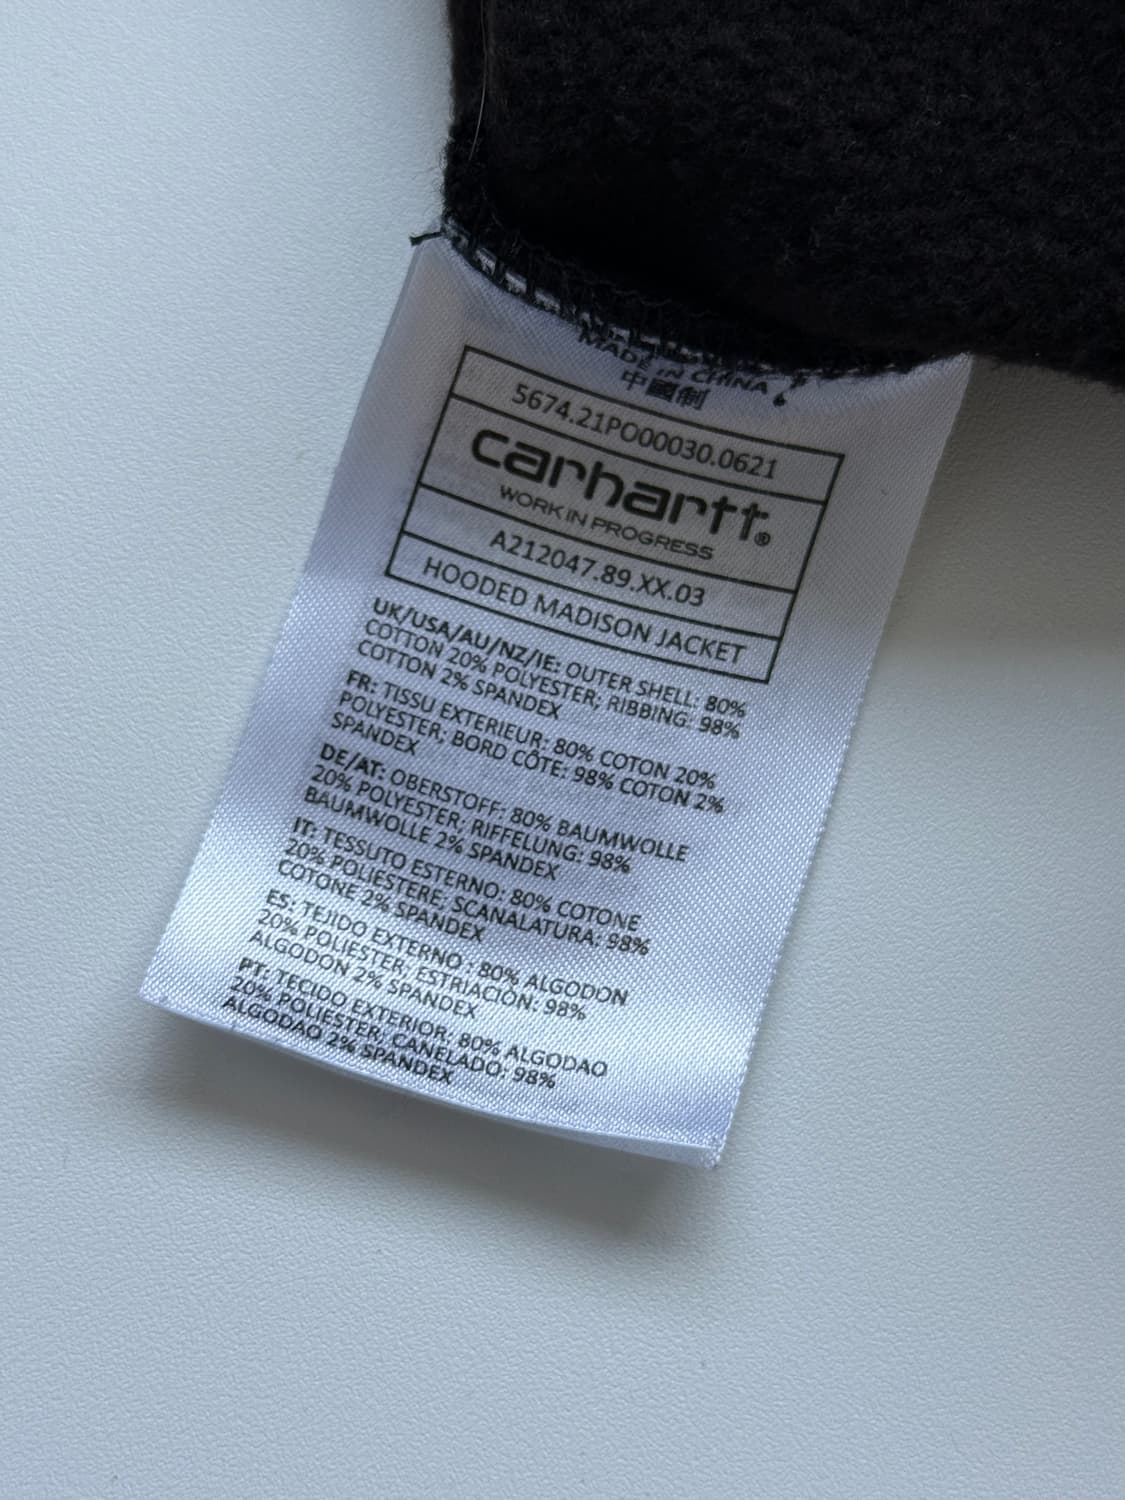 MADE IN CHINA
中國制
5674.21PO00030.0621
carhartt®
WORK IN PROGRESS
A212047.89.XX.03
HOODED MADISON JACKET
UK/USA/AU/NZ/IE: OUTER SHELL: 80%
COTTON 20% POLYESTER; RIBBING: 98%
COTTON 2% SPANDEX
FR: TISSU EXTERIEUR: 80% COTON 20%
POLYESTER; BORD CÔTE: 98% COTON 2%
SPANDEX
DE/AT: OBERSTOFF: 80% BAUMWOLLE
20% POLYESTER; RIFFELUNG: 98%
BAUMWOLLE 2% SPANDEX
IT: TESSUTO ESTERNO: 80% COTONE
20% POLIESTERE; SCANALATURA: 98%
COTONE 2% SPANDEX
ES: TEJIDO EXTERNO : 80% ALGODON
20% POLIESTER; ESTRIACIÓN: 98%
ALGODON 2% SPANDEX
PT: TECIDO EXTERIOR: 80% ALGODAO
20% POLIESTER; CANELADO: 98%
ALGODAO 2% SPANDEX